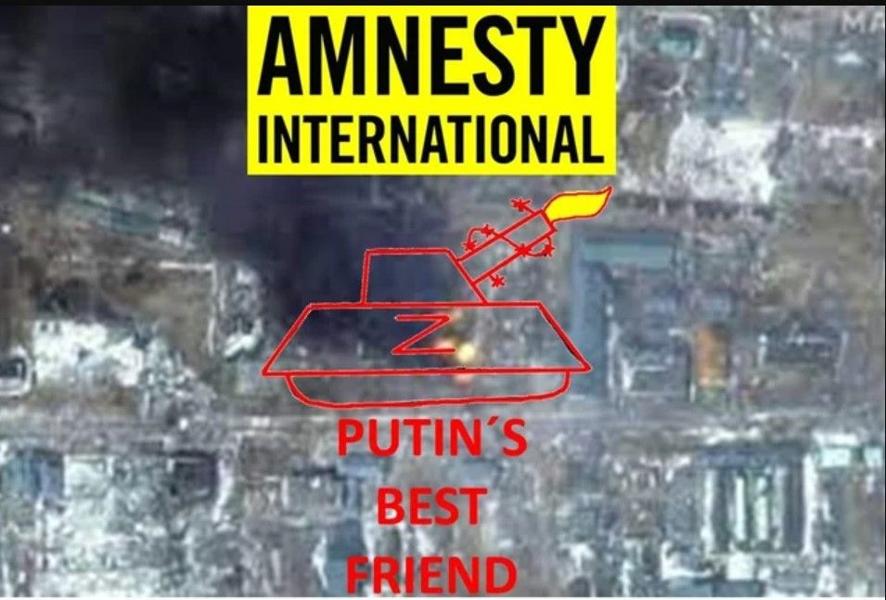 AMNESTY
INTERNATIONAL
Z
PUTIN´S
BEST
FRIEND